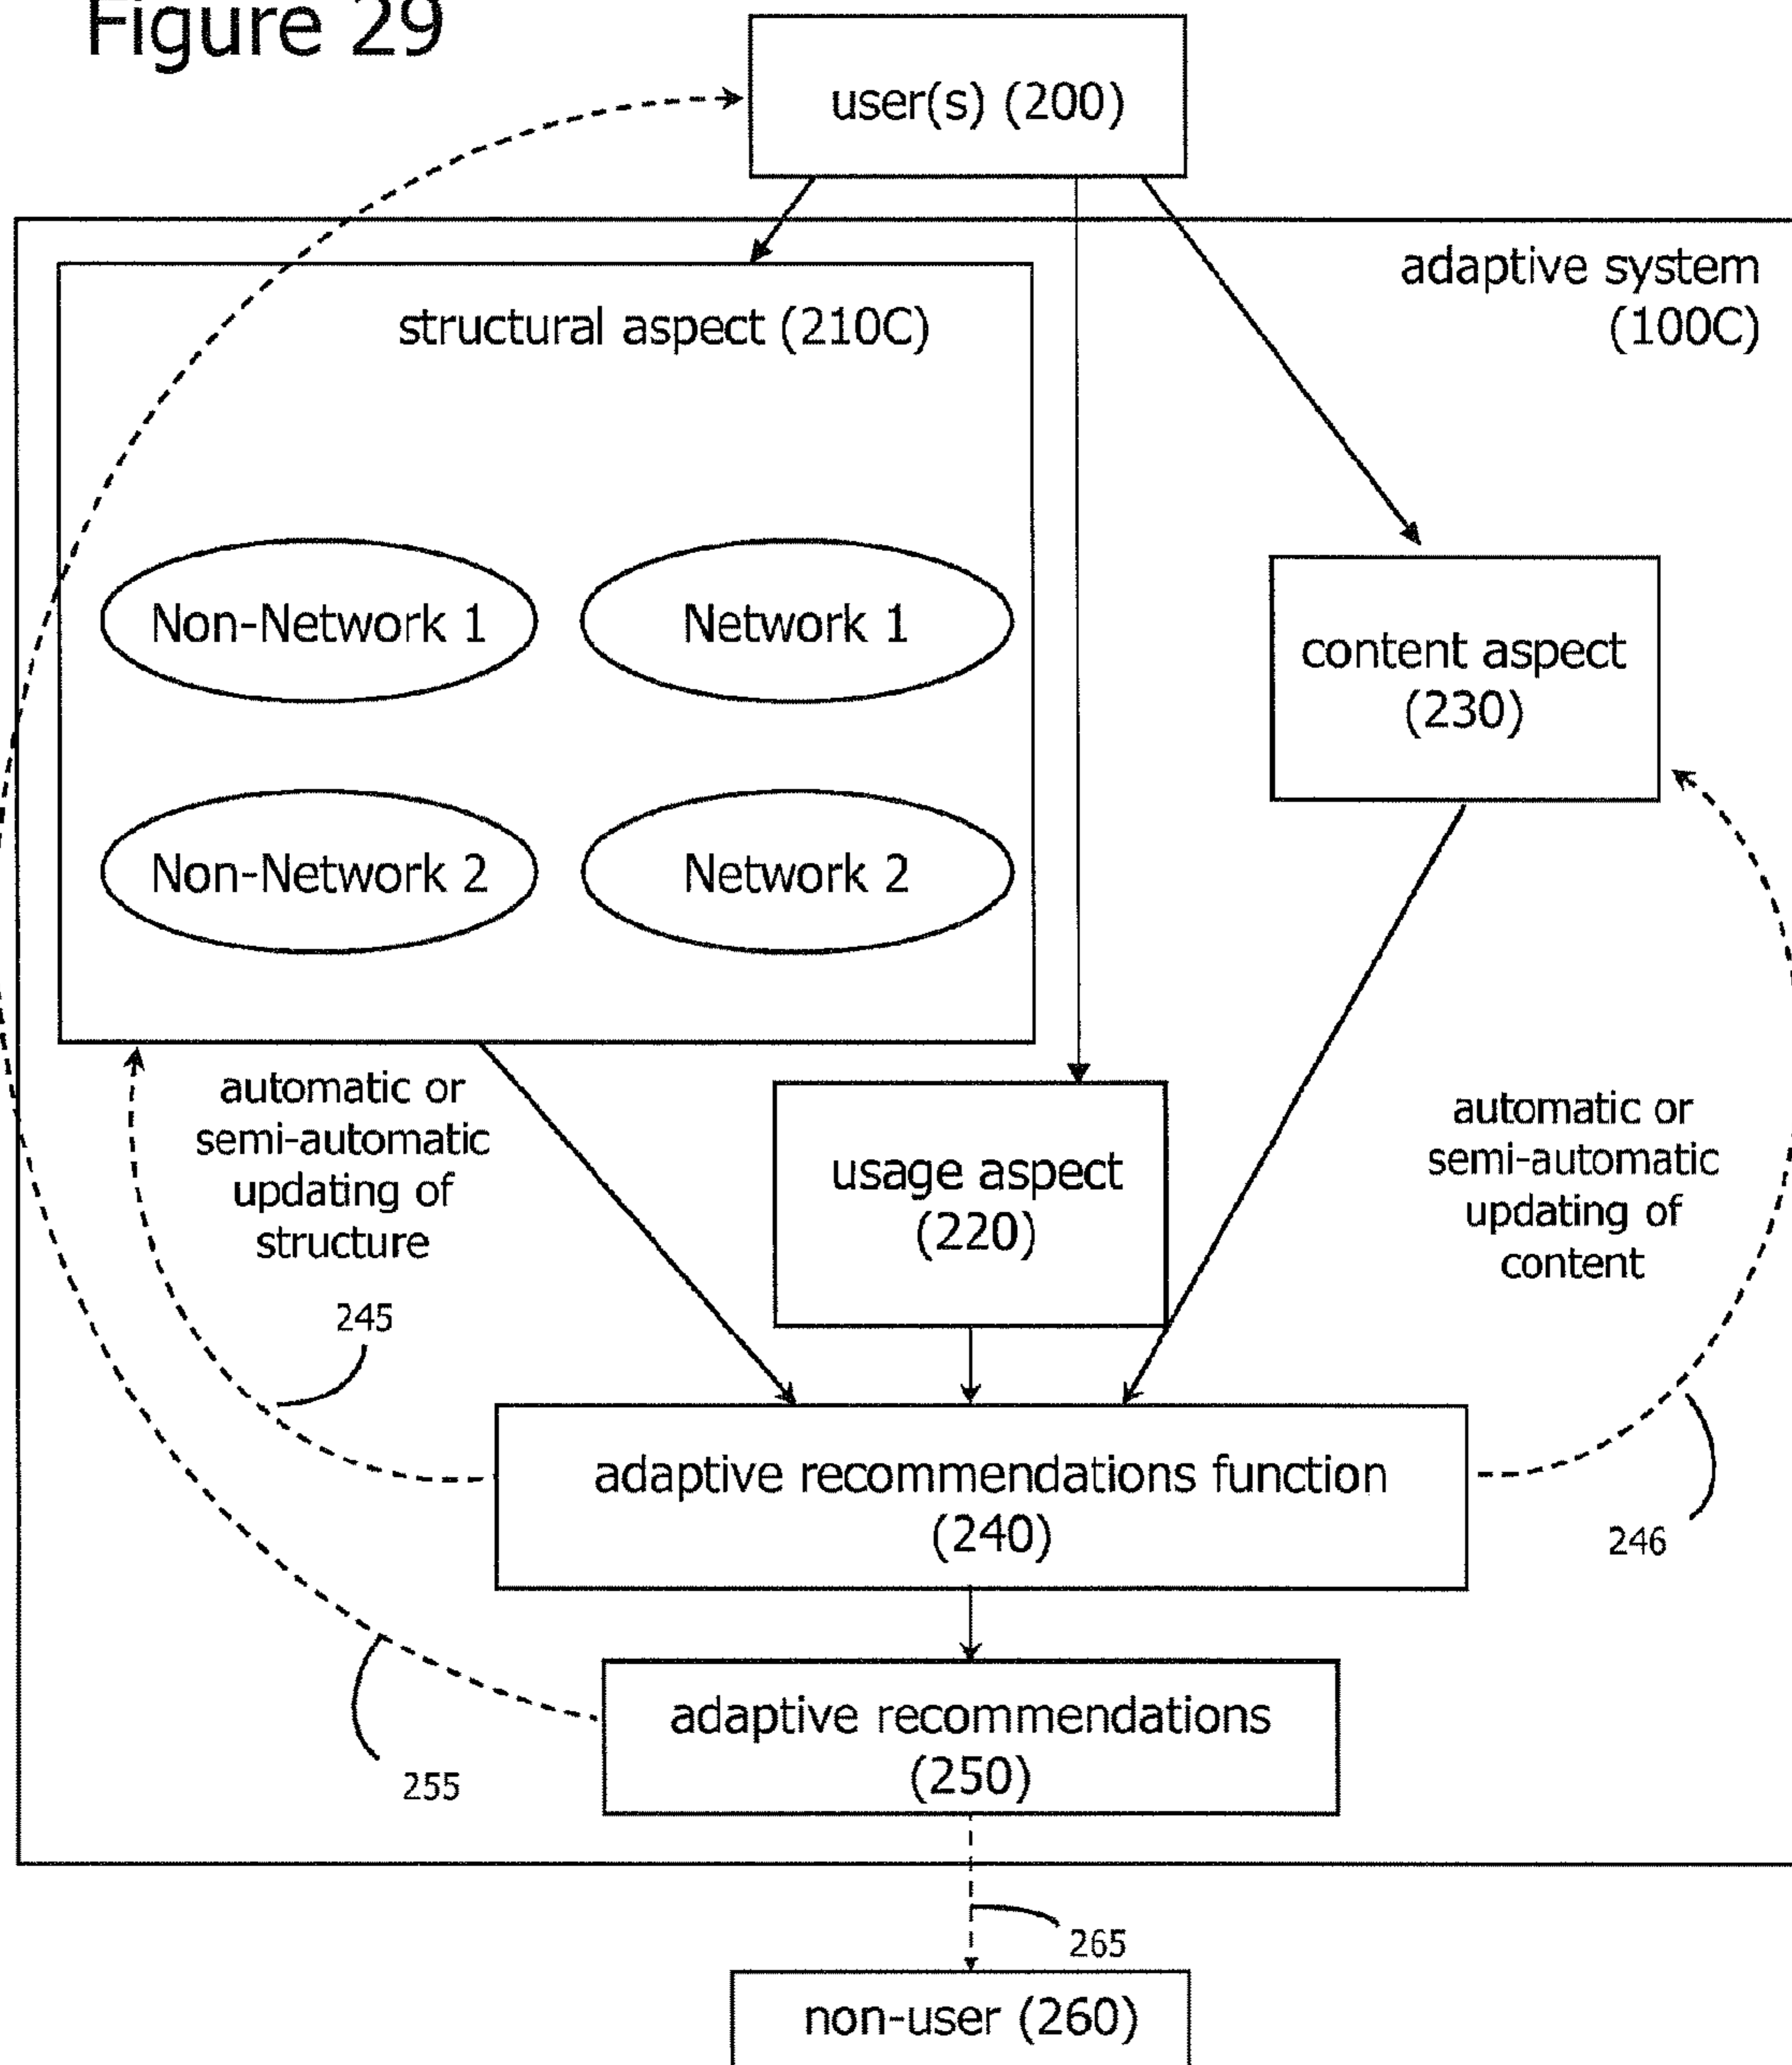 Figure 29
user(s) (200)
adaptive system
(100C)
structural aspect (210C)
Non-Network 1
Network 1
content aspect
(230)
Non-Network 2
Network 2
automatic or
semi-automatic
updating of
structure
245
usage aspect
(220)
automatic or
semi-automatic
updating of
content
246
adaptive recommendations function
(240)
adaptive recommendations
(250)
255
265
non-user (260)